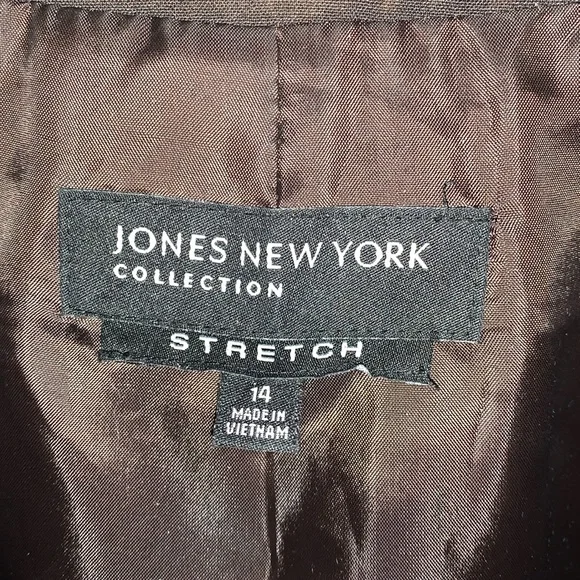 JONES NEW YORK
COLLECTION
STRETCH
14
MADE IN
VIETNAM